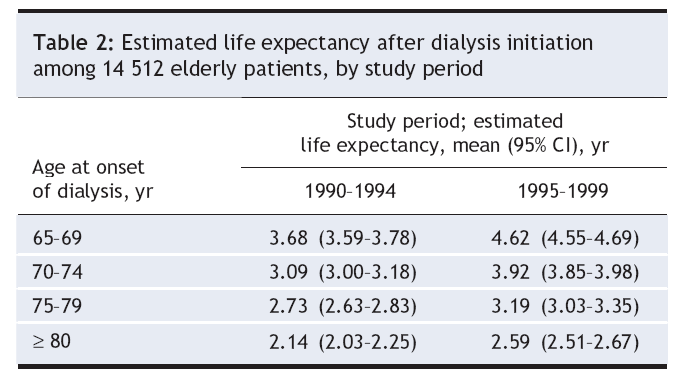 Table 2: Estimated life expectancy after dialysis initiation
among 14 512 elderly patients, by study period
Study period; estimated
life expectancy, mean (95% CI), yr
Age at onset
of dialysis, yr
1990–1994
1995–1999
65–69 3.68 (3.59–3.78) 4.62 (4.55–4.69)
70–74 3.09 (3.00–3.18) 3.92 (3.85–3.98)
75–79 2.73 (2.63–2.83) 3.19 (3.03–3.35)
≥ 80 2.14 (2.03–2.25) 2.59 (2.51–2.67)